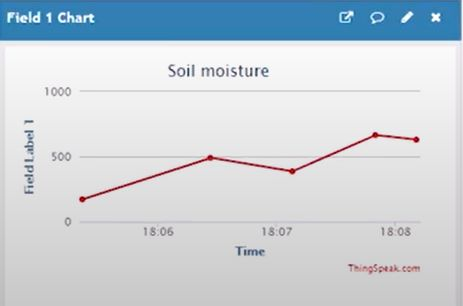 Field 1 Chart
Soil moisture
Field Label 1
1000
500
0
18:06 18:07 18:08
Time
ThingSpeak.com